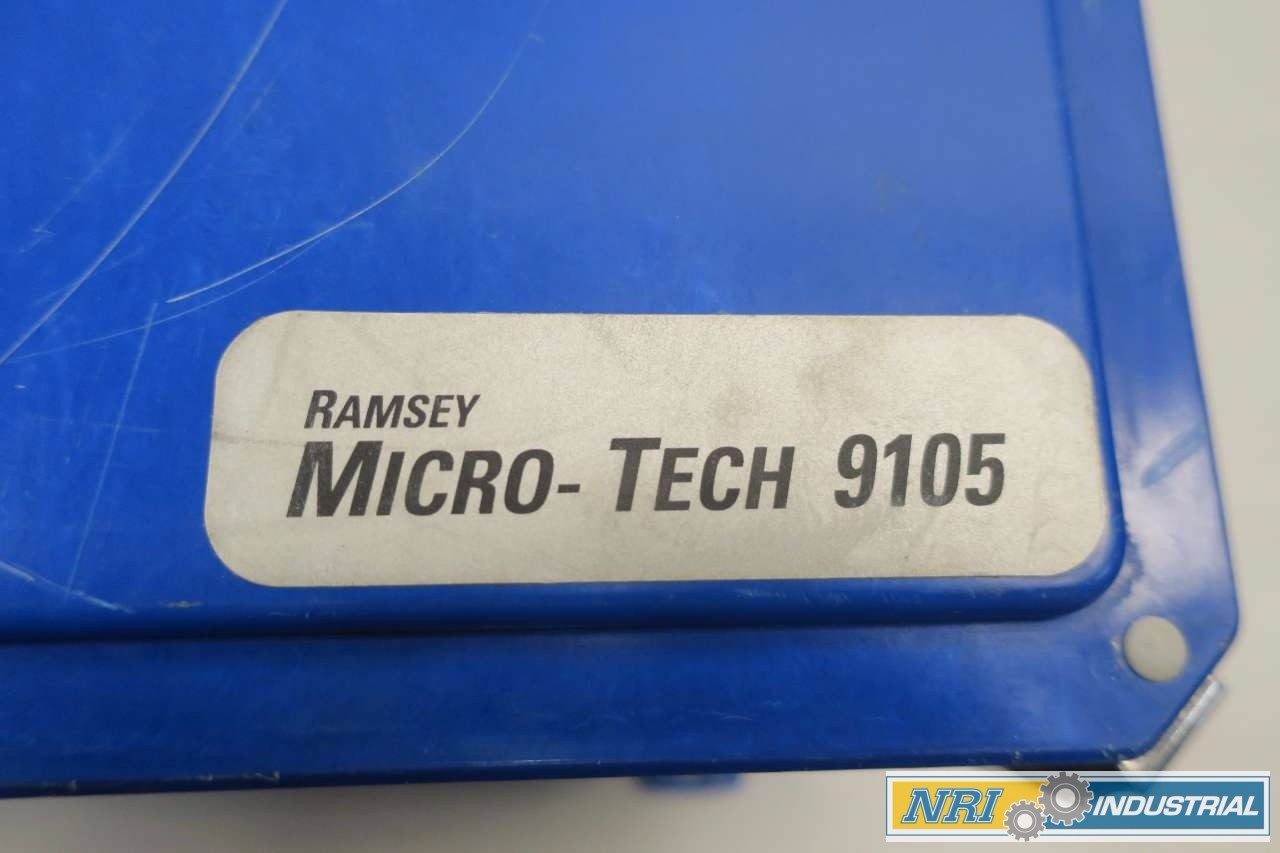 RAMSEY
MICRO- TECH 9105
NRI INDUSTRIAL